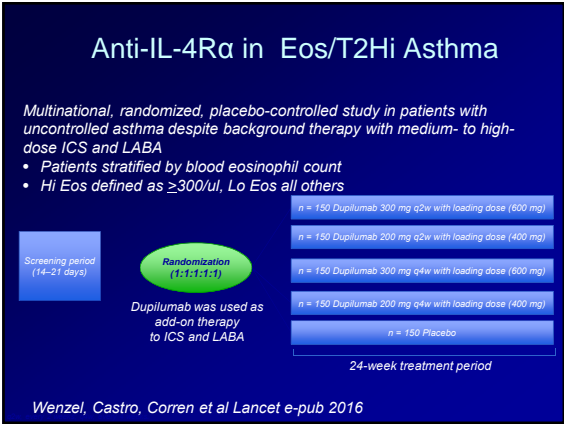 Anti-IL-4Rα in Eos/T2Hi Asthma
Multinational, randomized, placebo-controlled study in patients with
uncontrolled asthma despite background therapy with medium- to high-
dose ICS and LABA
• Patients stratified by blood eosinophil count
• Hi Eos defined as ≥300/ul, Lo Eos all others
Screening period
(14–21 days)
Randomization
(1:1:1:1:1)
Dupilumab was used as
add-on therapy
to ICS and LABA
n = 150 Dupilumab 300 mg q2w with loading dose (600 mg)
n = 150 Dupilumab 200 mg q2w with loading dose (400 mg)
n = 150 Dupilumab 300 mg q4w with loading dose (600 mg)
n = 150 Dupilumab 200 mg q4w with loading dose (400 mg)
n = 150 Placebo
24-week treatment period
Wenzel, Castro, Corren et al Lancet e-pub 2016